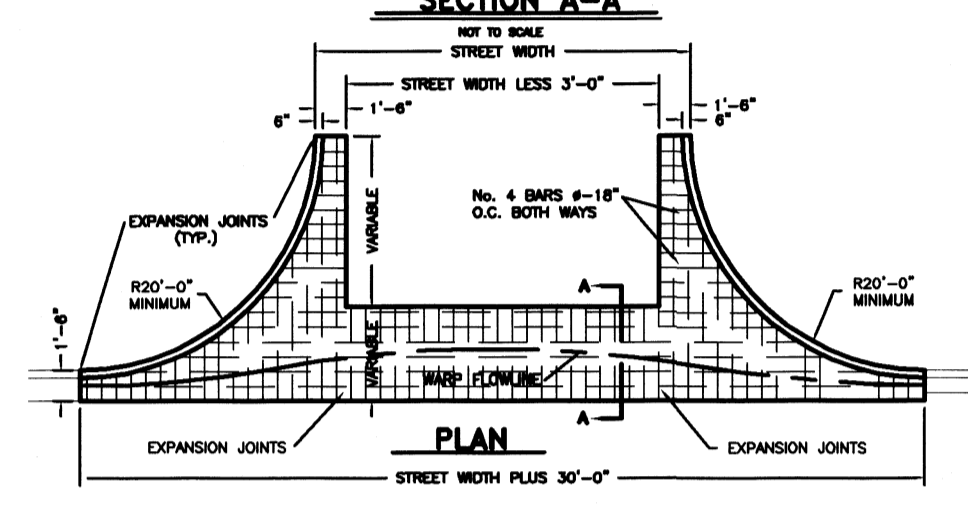 SECTION A-A
NOT TO SCALE
STREET WIDTH
STREET WIDTH LESS 3'-0"
6"
1'-6"
1'-6"
6"
No. 4 BARS ø-18"
O.C. BOTH WAYS
VARIABLE
EXPANSION JOINTS
(TYP.)
R20'-0"
MINIMUM
A
R20'-0"
MINIMUM
1'-6"
VARIABLE
WARP FLOWLINE
A
EXPANSION JOINTS
PLAN
EXPANSION JOINTS
STREET WIDTH PLUS 30'-0"